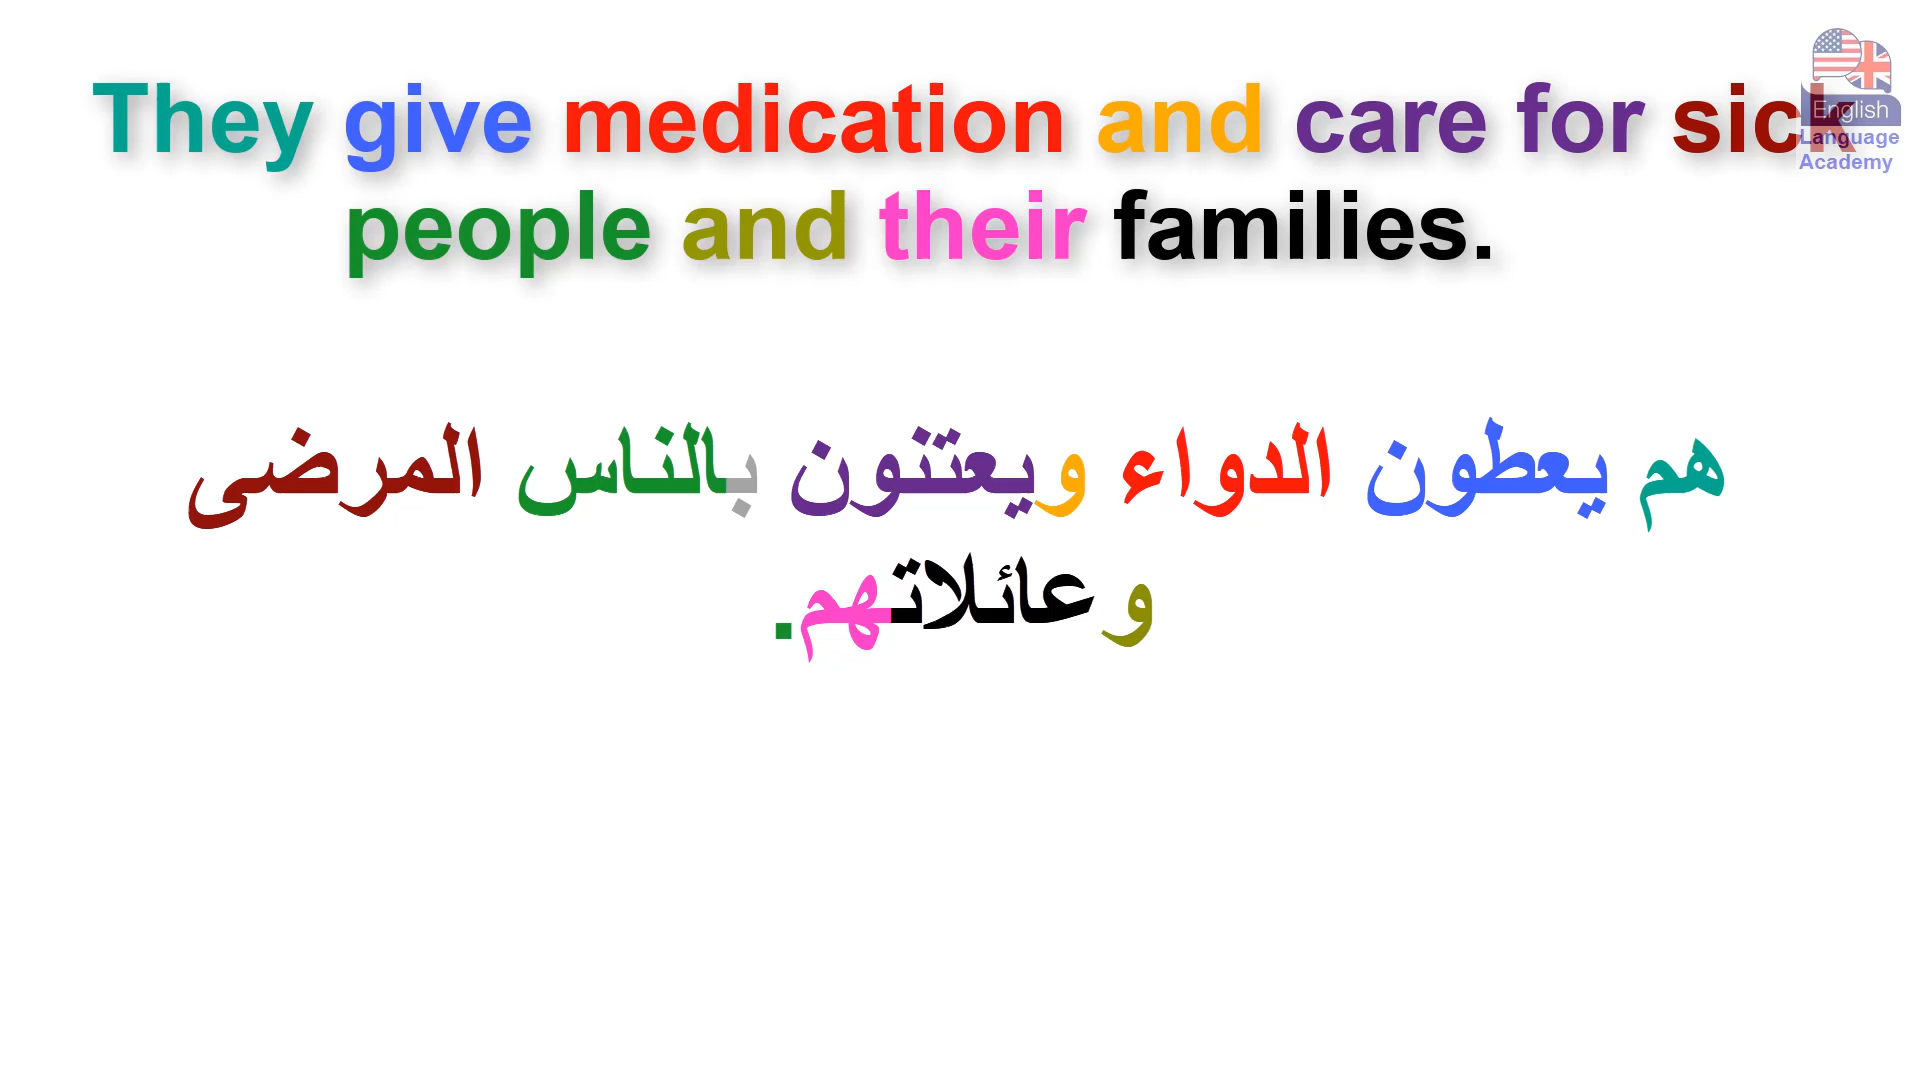 They give medication and care for sick
people and their families.
English
Language
Academy
هم يعطون الدواء ويعتنون بالناس المرضى
وعائلاتهم.